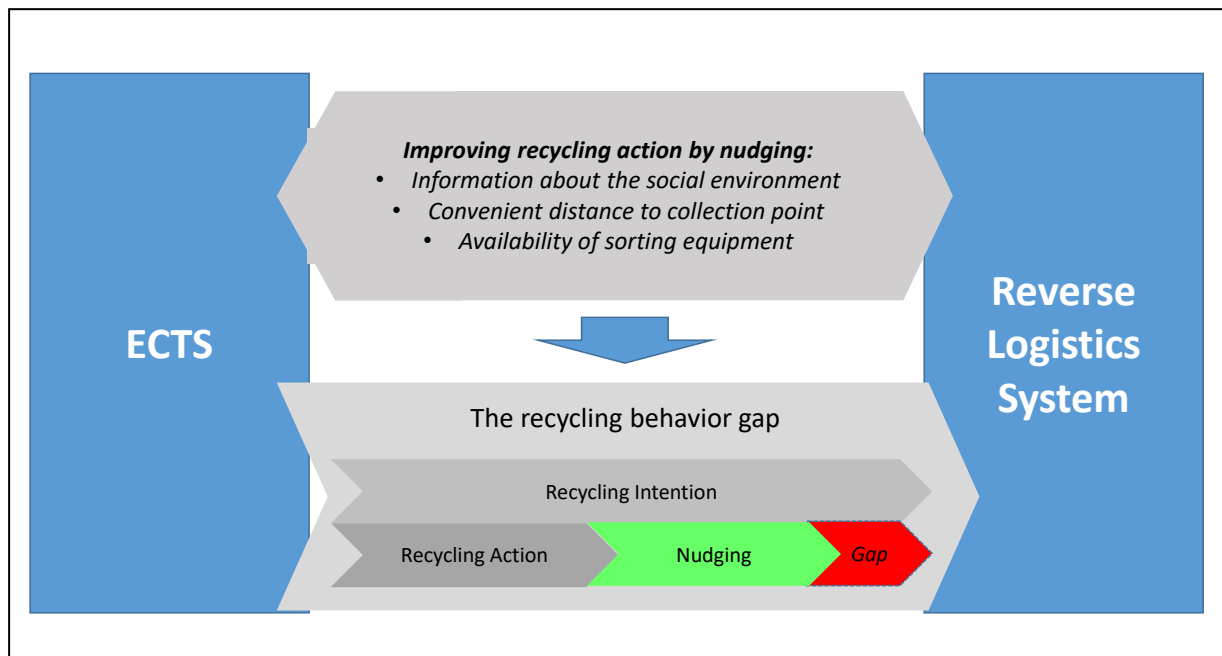 ECTS
Improving recycling action by nudging:
• Information about the social environment
• Convenient distance to collection point
• Availability of sorting equipment
Reverse
Logistics
System
The recycling behavior gap
Recycling Intention
Recycling Action
Nudging
Gap